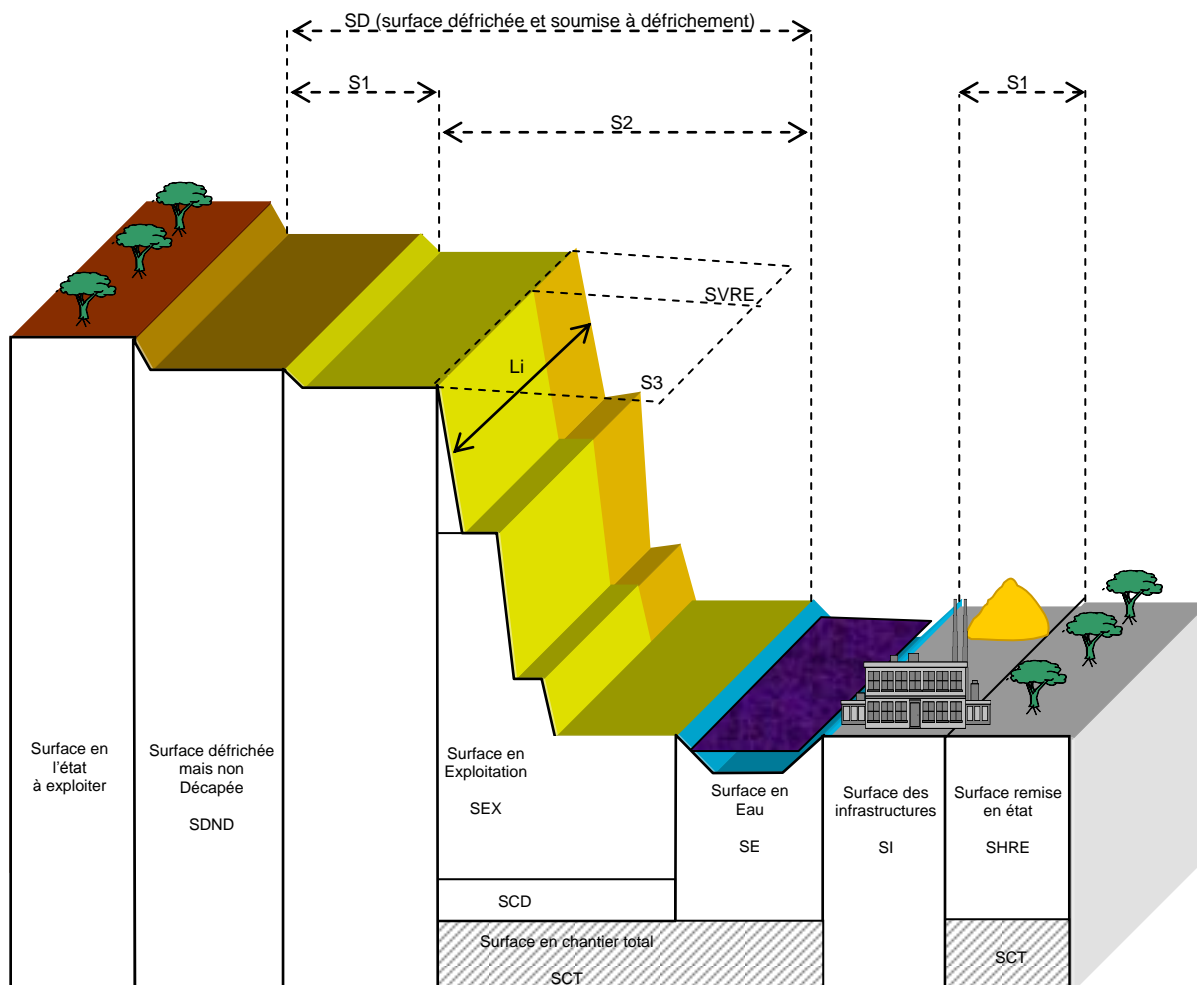 SD (surface défrichée et soumise à défrichement)
S1
S1
S2
SVRE
Li
S3
Surface en
l'état
à exploiter
Surface défrichée
mais non
Décapée
SDND
Surface en
Exploitation
SEX
Surface en
Eau
SE
Surface des
infrastructures
SI
Surface remise
en état
SHRE
SCD
Surface en chantier total
SCT
SCT